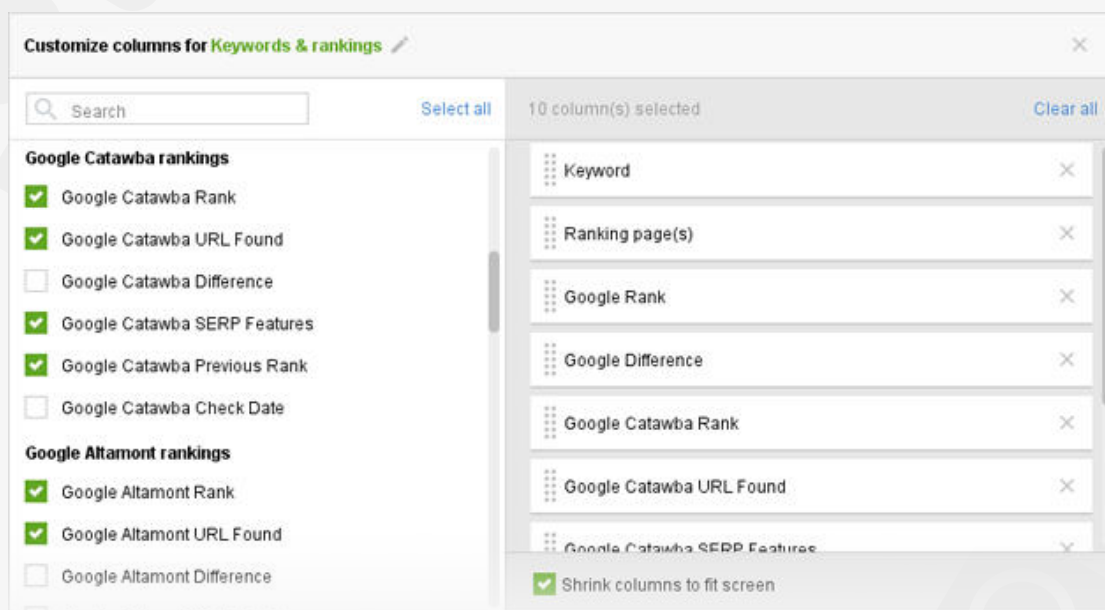 Customize columns for Keywords & rankings
Search
Select all
Google Catawba rankings
Google Catawba Rank
Google Catawba URL Found
Google Catawba Difference
Google Catawba SERP Features
Google Catawba Previous Rank
Google Catawba Check Date
Google Altamont rankings
Google Altamont Rank
Google Altamont URL Found
Google Altamont Difference
10 column(s) selected
Clear all
Keyword
Ranking page(s)
Google Rank
Google Difference
Google Catawba Rank
Google Catawba URL Found
Google Catawba SERP Features
Shrink columns to fit screen